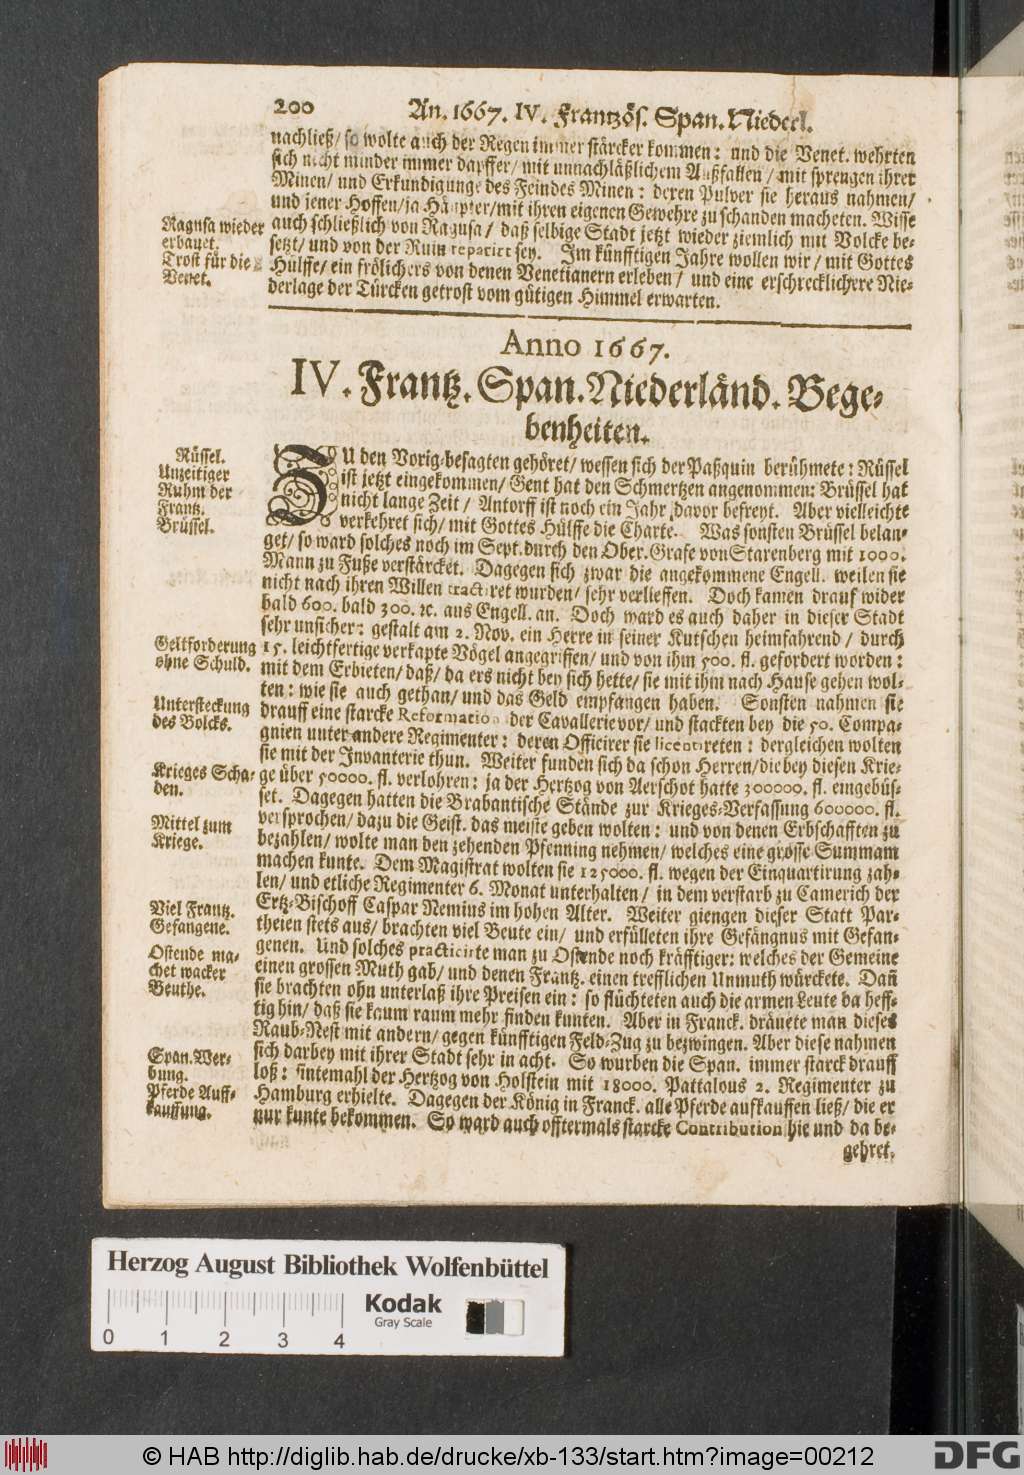 200 An. 1667. IV. Frantzös. Span. Niederl.
nachließ/ so wolte auch der Regen immer stärcker kommen: und die Venet. wehrten
sich nicht minder immer dapffer/ mit unnachläßlichem Außfallen/ mit sprengen ihrer
Minen/ und Erkundigunge des Feindes Minen: deren Pulver sie heraus nahmen/
und jener Hoffen/ ja Häupter/ mit ihren eigenen Gewehre zu schanden macheten. Wisse
auch schließlich von Ragusa/ daß selbige Stadt jetzt wieder ziemlich mit Volcke be-
setzt/ und von der Ruin repariet sey. Im künfftigen Jahre wollen wir/ mit Gottes
Hülffe/ ein frölichers von denen Venetianern erleben/ und eine erschrecklichere Nie-
derlage der Türcken getrost vom gütigen Himmel erwarten.
Ragusa wieder
erbauet.
Trost für die
Venet.
Anno 1667.
IV. Frantz. Span. Niederländ. Bege-
benheiten.
ZU den Vorig-besagten gehöret/ wessen sich der Paßquin berühmete: Rüssel
ist jetzt eingekommen/ Gent hat den Schmertzen angenommen: Brüssel hat
nicht lange Zeit/ Antorff ist noch ein Jahr davor befreyt. Aber vielleichte
verkehret sich/ mit Gottes Hülffe die Charte. Was sonsten Brüssel belan-
get/ so ward solches noch im Sept. durch den Ober. Grafe von Starenberg mit 1000.
Mann zu Fuße verstärcket. Dagegen sich zwar die angekommene Engell. weilen sie
nicht nach ihren Willen tractiret wurden/ sehr verlieffen. Doch kamen drauf wider
bald 600. bald 300. ꝛc. aus Engell. an. Doch ward es auch daher in dieser Stadt
sehr unsicher: gestalt am 2. Nov. ein Herre in seiner Kutschen heimfahrend/ durch
15. leichtfertige verkapte Vögel angegriffen/ und von ihm 500. fl. gefordert worden:
mit dem Erbieten/ daß/ da ers nicht bey sich hette/ sie mit ihm nach Hause gehen wol-
ten: wie sie auch gethan/ und das Geld empfangen haben. Sonsten nahmen sie
drauff eine starcke Reformation der Cavallerie vor/ und stackten bey die 50. Compa-
gnien unter andere Regimenter: deren Officirer sie licentireten: dergleichen wolten
sie mit der Invanterie thun. Weiter funden sich da schon Herren/ die bey diesen Krie-
ge über 50000. fl. verlohren: ja der Hertzog von Aerschot hatte 300000. fl. eingebüs-
set. Dagegen hatten die Brabantische Stände zur Krieges-Verfassung 600000. fl.
versprochen/ dazu die Geist. das meiste geben wolten: und von denen Erbschafften zu
bezahlen/ wolte man den zehenden Pfenning nehmen/ welches eine grosse Summam
machen kunte. Dem Magistrat wolten sie 125000. fl. wegen der Einquartirung zah-
len/ und etliche Regimenter 6. Monat unterhalten/ in dem verstarb zu Camerich der
Ertz-Bischoff Caspar Nemius im hohen Alter. Weiter giengen dieser Statt Par-
theien stets aus/ brachten viel Beute ein/ und erfülleten ihre Gefängnus mit Gefan-
genen. Und solches practicirte man zu Ostende noch kräfftiger: welches der Gemeine
einen grossen Muth gab/ und denen Frantz. einen trefflichen Unmuth würckete. Dañ
sie brachten ohn unterlaß ihre Preisen ein: so flüchteten auch die armen Leute da heff-
tig hin/ daß sie kaum raum mehr finden kunten. Aber in Franck. dräuete man dieses
Raub-Nest mit andern/ gegen künfftigen Feld-Zug zu bezwingen. Aber diese nahmen
sich darbey mit ihrer Stadt sehr in acht. So wurben die Span. immer starck drauff
loß: sintemahl der Hertzog von Holstein mit 18000. Pattalous 2. Regimenter zu
Hamburg erhielte. Dagegen der König in Franck. alle Pferde aufkauffen ließ/ die er
nur kunte bekommen. So ward auch offtermals starcke Contribution hie und da be-
gehret.
Rüssel.
Unzeitiger
Ruhm der
Frantz.
Brüssel.
Geltforderung
ohne Schuld.
Untersteckung
des Volcks.
Krieges Scha-
den.
Mittel zum
Kriege.
Viel Frantz.
Gefangene.
Ostende ma-
chet wacker
Beuthe.
Span. Wer-
bung.
Pferde Auff-
kauffung.
Herzog August Bibliothek Wolfenbüttel
Kodak
Gray Scale
0 1 2 3 4
© HAB http://diglib.hab.de/drucke/xb-133/start.htm?image=00212
DFG